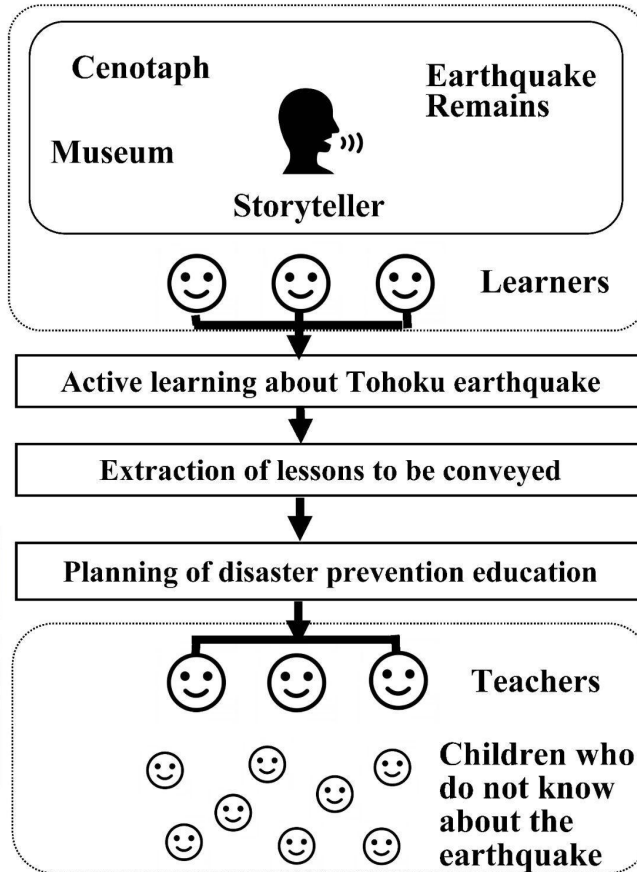 Cenotaph
Earthquake
Remains
Museum
Storyteller
Learners
Active learning about Tohoku earthquake
Extraction of lessons to be conveyed
Planning of disaster prevention education
Teachers
Children who
do not know
about the
earthquake